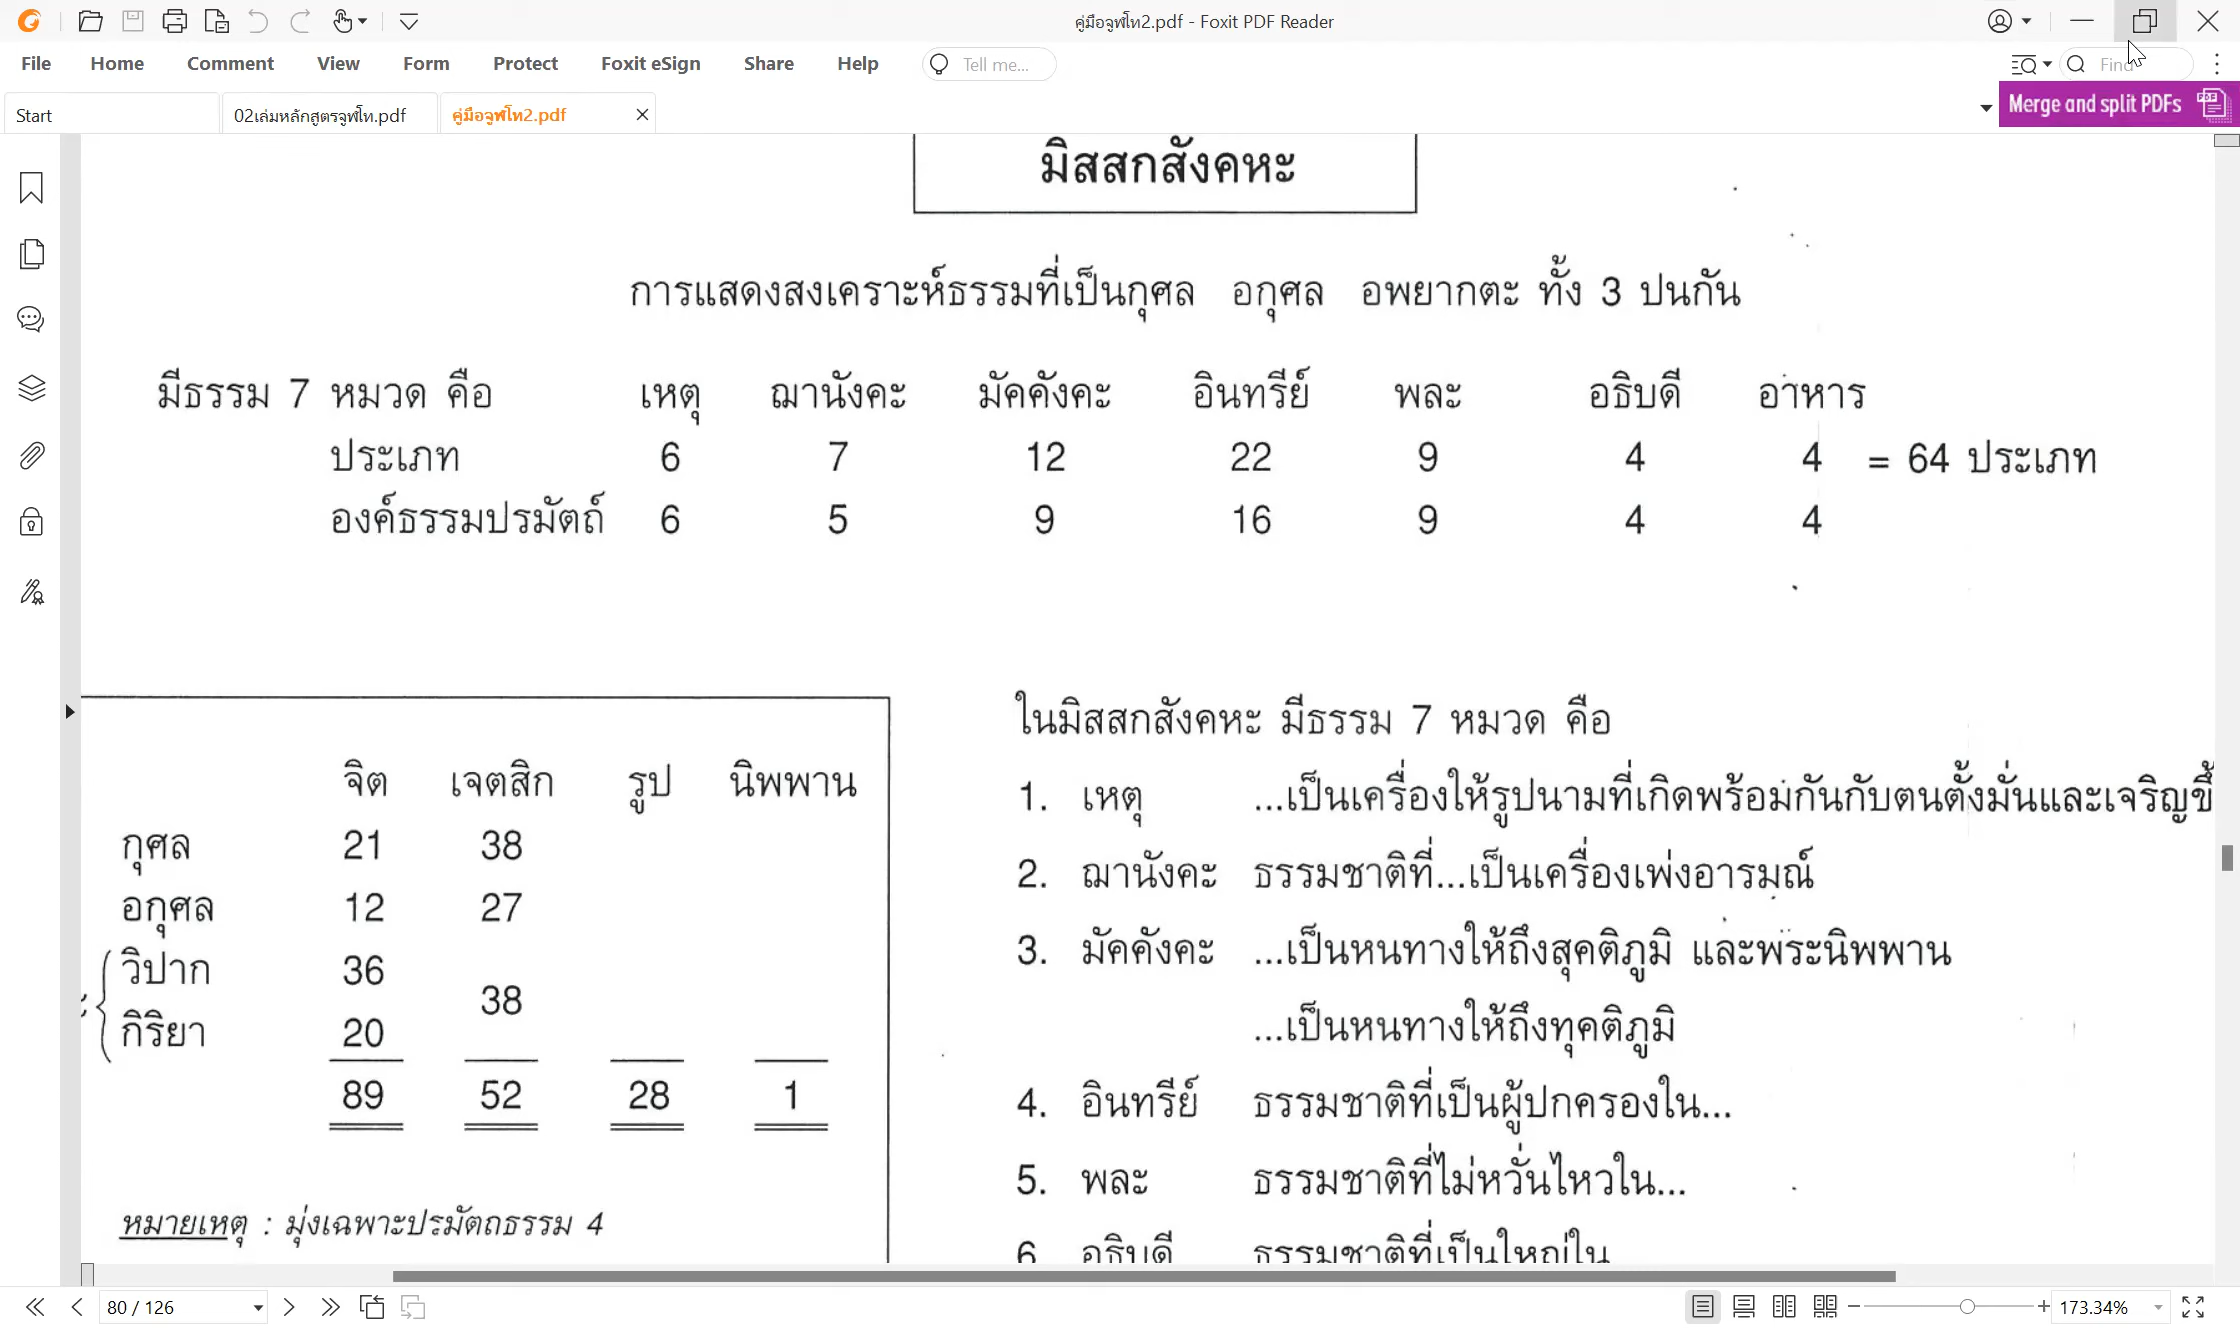 คู่มือจูฬโท2.pdf - Foxit PDF Reader
File Home Comment View Form Protect Foxit eSign Share Help Tell me... Find
Start 02เล่มหลักสูตรจูฬโท.pdf คู่มือจูฬโท2.pdf Merge and split PDFs
มิสสกสังคหะ
การแสดงสงเคราะห์ธรรมที่เป็นกุศล อกุศล อพยากตะ ทั้ง 3 ปนกัน
มีธรรม 7 หมวด คือ เหตุ ฌานังคะ มัคคังคะ อินทรีย์ พละ อธิบดี อาหาร
ประเภท 6 7 12 22 9 4 4 = 64 ประเภท
องค์ธรรมปรมัตถ์ 6 5 9 16 9 4 4
จิต เจตสิก รูป นิพพาน
กุศล 21 38
อกุศล 12 27
วิปาก 36
38
กิริยา 20
89 52 28 1
หมายเหตุ : มุ่งเฉพาะปรมัตถธรรม 4
ในมิสสกสังคหะ มีธรรม 7 หมวด คือ
1. เหตุ ...เป็นเครื่องให้รูปนามที่เกิดพร้อมกันกับตนตั้งมั่นและเจริญขึ้
2. ฌานังคะ ธรรมชาติที่...เป็นเครื่องเพ่งอารมณ์
3. มัคคังคะ ...เป็นหนทางให้ถึงสุคติภูมิ และพระนิพพาน
...เป็นหนทางให้ถึงทุคติภูมิ
4. อินทรีย์ ธรรมชาติที่เป็นผู้ปกครองใน...
5. พละ ธรรมชาติที่ไม่หวั่นไหวใน...
6 อธิบดี ธรรมชาติที่เป็นใหญ่ใน
80 / 126 173.34%